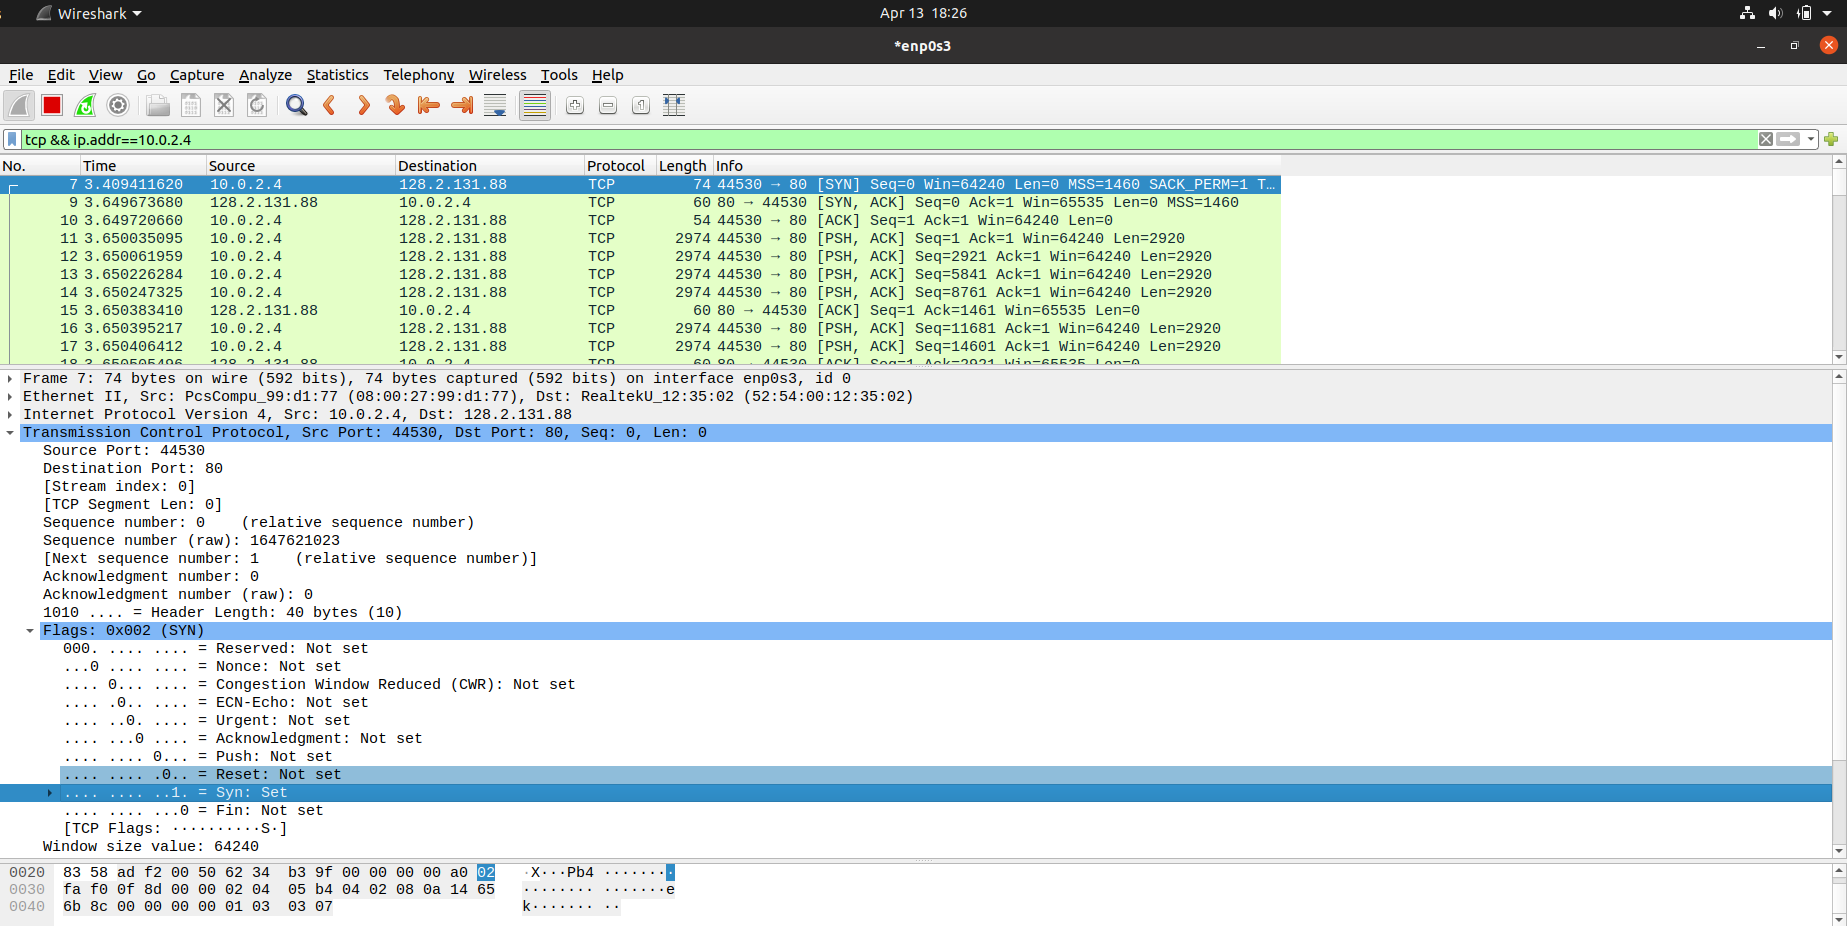 Wireshark
Apr 13 18:26
*enp0s3
File Edit View Go Capture Analyze Statistics Telephony Wireless Tools Help
tcp && ip.addr==10.0.2.4
No. Time Source Destination Protocol Length Info
7 3.409411620 10.0.2.4 128.2.131.88 TCP 74 44530 → 80 [SYN] Seq=0 Win=64240 Len=0 MSS=1460 SACK_PERM=1 T…
9 3.649673680 128.2.131.88 10.0.2.4 TCP 60 80 → 44530 [SYN, ACK] Seq=0 Ack=1 Win=65535 Len=0 MSS=1460
10 3.649720660 10.0.2.4 128.2.131.88 TCP 54 44530 → 80 [ACK] Seq=1 Ack=1 Win=64240 Len=0
11 3.650035095 10.0.2.4 128.2.131.88 TCP 2974 44530 → 80 [PSH, ACK] Seq=1 Ack=1 Win=64240 Len=2920
12 3.650061959 10.0.2.4 128.2.131.88 TCP 2974 44530 → 80 [PSH, ACK] Seq=2921 Ack=1 Win=64240 Len=2920
13 3.650226284 10.0.2.4 128.2.131.88 TCP 2974 44530 → 80 [PSH, ACK] Seq=5841 Ack=1 Win=64240 Len=2920
14 3.650247325 10.0.2.4 128.2.131.88 TCP 2974 44530 → 80 [PSH, ACK] Seq=8761 Ack=1 Win=64240 Len=2920
15 3.650383410 128.2.131.88 10.0.2.4 TCP 60 80 → 44530 [ACK] Seq=1 Ack=1461 Win=65535 Len=0
16 3.650395217 10.0.2.4 128.2.131.88 TCP 2974 44530 → 80 [PSH, ACK] Seq=11681 Ack=1 Win=64240 Len=2920
17 3.650406412 10.0.2.4 128.2.131.88 TCP 2974 44530 → 80 [PSH, ACK] Seq=14601 Ack=1 Win=64240 Len=2920
18 3.650505496 128.2.131.88 10.0.2.4 TCP 60 80 → 44530 [ACK] Seq=1 Ack=2921 Win=65535 Len=0
Frame 7: 74 bytes on wire (592 bits), 74 bytes captured (592 bits) on interface enp0s3, id 0
Ethernet II, Src: PcsCompu_99:d1:77 (08:00:27:99:d1:77), Dst: RealtekU_12:35:02 (52:54:00:12:35:02)
Internet Protocol Version 4, Src: 10.0.2.4, Dst: 128.2.131.88
Transmission Control Protocol, Src Port: 44530, Dst Port: 80, Seq: 0, Len: 0
Source Port: 44530
Destination Port: 80
[Stream index: 0]
[TCP Segment Len: 0]
Sequence number: 0 (relative sequence number)
Sequence number (raw): 1647621023
[Next sequence number: 1 (relative sequence number)]
Acknowledgment number: 0
Acknowledgment number (raw): 0
1010 .... = Header Length: 40 bytes (10)
Flags: 0x002 (SYN)
000. .... .... = Reserved: Not set
...0 .... .... = Nonce: Not set
.... 0... .... = Congestion Window Reduced (CWR): Not set
.... .0.. .... = ECN-Echo: Not set
.... ..0. .... = Urgent: Not set
.... ...0 .... = Acknowledgment: Not set
.... .... 0... = Push: Not set
.... .... .0.. = Reset: Not set
.... .... ..1. = Syn: Set
.... .... ...0 = Fin: Not set
[TCP Flags: ··········S·]
Window size value: 64240
0020 83 58 ad f2 00 50 62 34 b3 9f 00 00 00 00 a0 02 ·X···Pb4 ········
0030 fa f0 0f 8d 00 00 02 04 05 b4 04 02 08 0a 14 65 ········ ·······e
0040 6b 8c 00 00 00 00 01 03 03 07 k······· ··